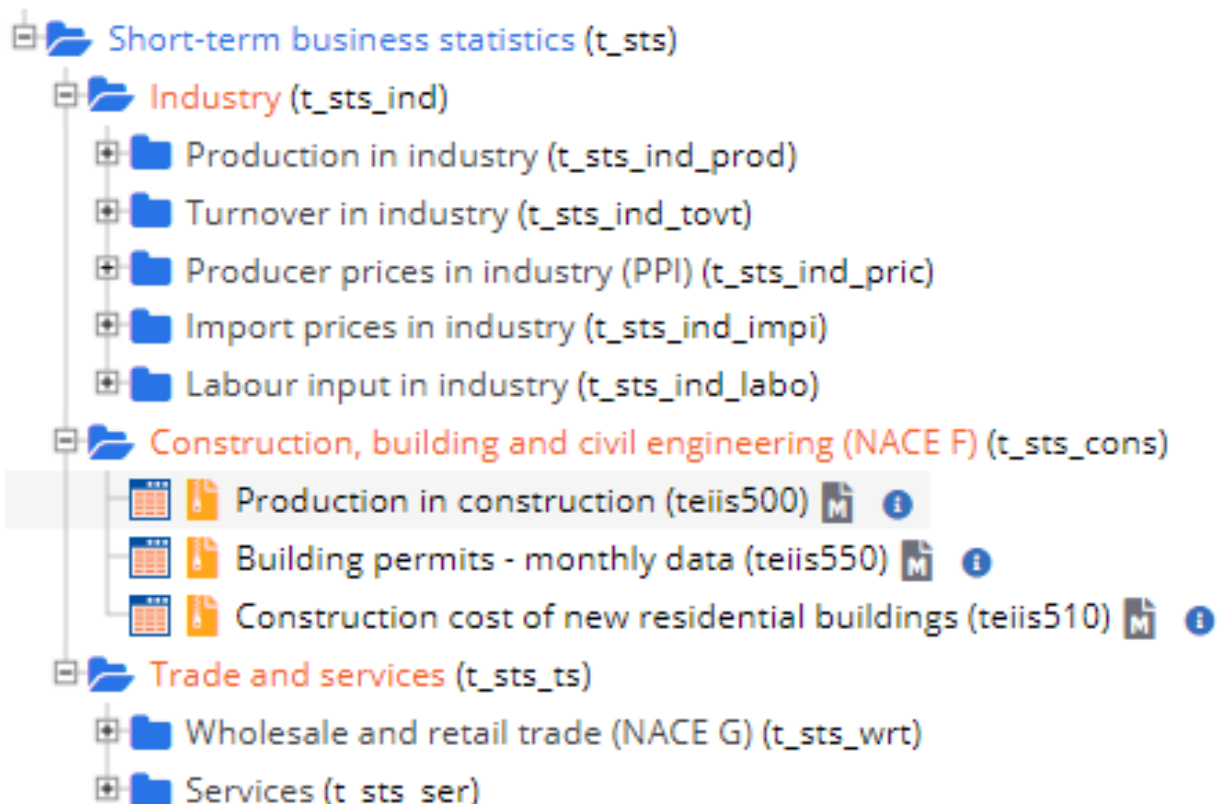 Short-term business statistics (t_sts)
Industry (t_sts_ind)
Production in industry (t_sts_ind_prod)
Turnover in industry (t_sts_ind_tovt)
Producer prices in industry (PPI) (t_sts_ind_pric)
Import prices in industry (t_sts_ind_impi)
Labour input in industry (t_sts_ind_labo)
Construction, building and civil engineering (NACE F) (t_sts_cons)
Production in construction (teiis500) M i
Building permits - monthly data (teiis550) M i
Construction cost of new residential buildings (teiis510) M i
Trade and services (t_sts_ts)
Wholesale and retail trade (NACE G) (t_sts_wrt)
Services (t_sts_ser)